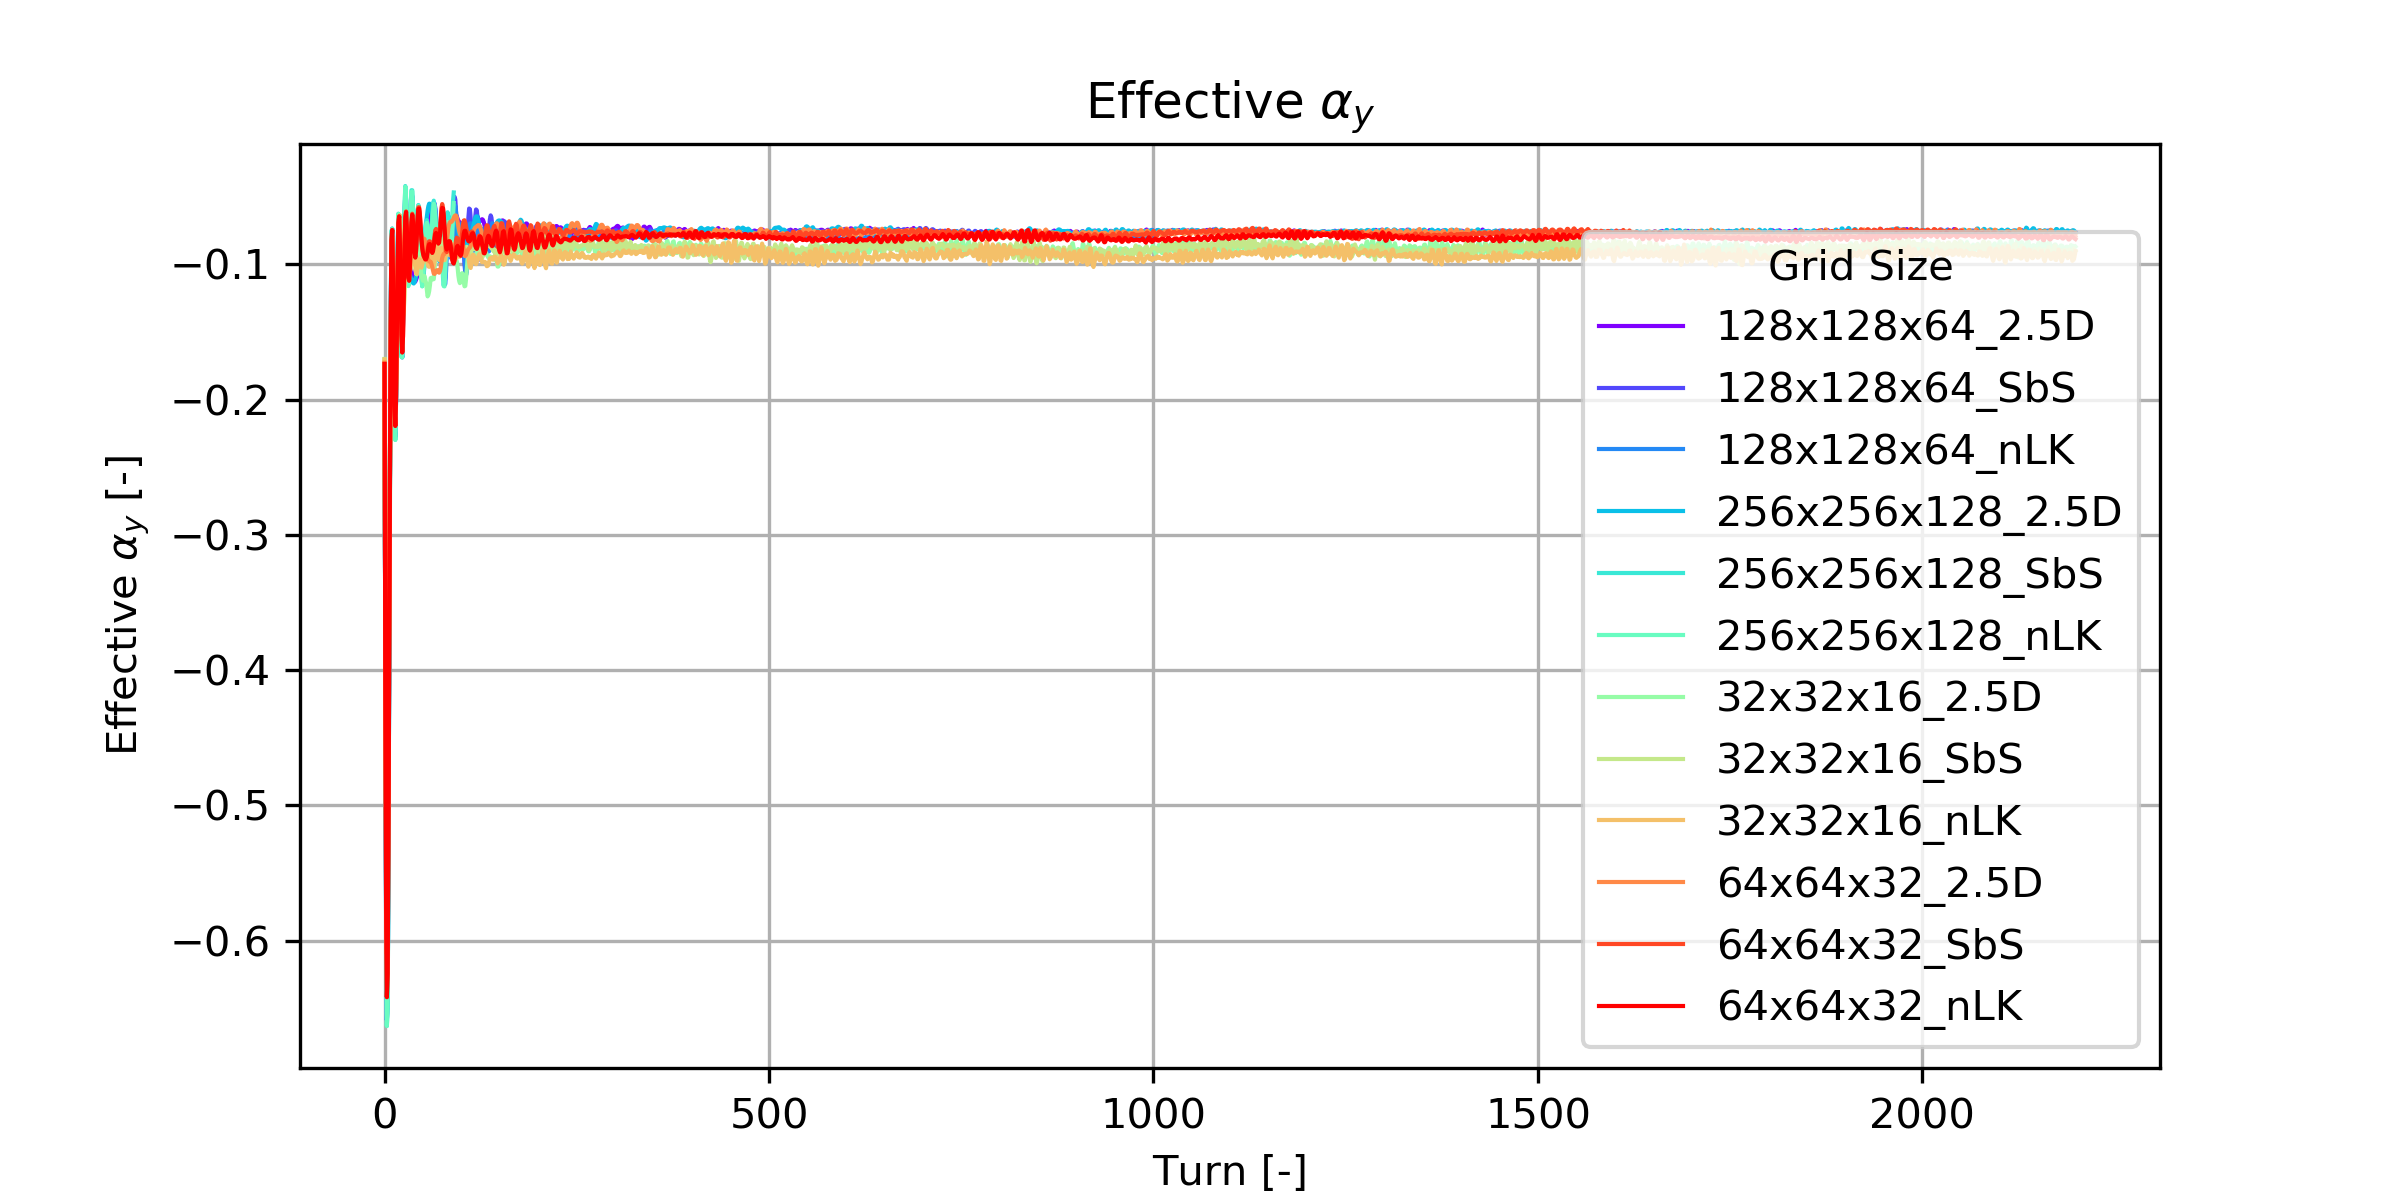 Effective αy
Effective αy [-]
−0.1
−0.2
−0.3
−0.4
−0.5
−0.6
0 500 1000 1500 2000
Turn [-]
Grid Size
128x128x64_2.5D
128x128x64_SbS
128x128x64_nLK
256x256x128_2.5D
256x256x128_SbS
256x256x128_nLK
32x32x16_2.5D
32x32x16_SbS
32x32x16_nLK
64x64x32_2.5D
64x64x32_SbS
64x64x32_nLK